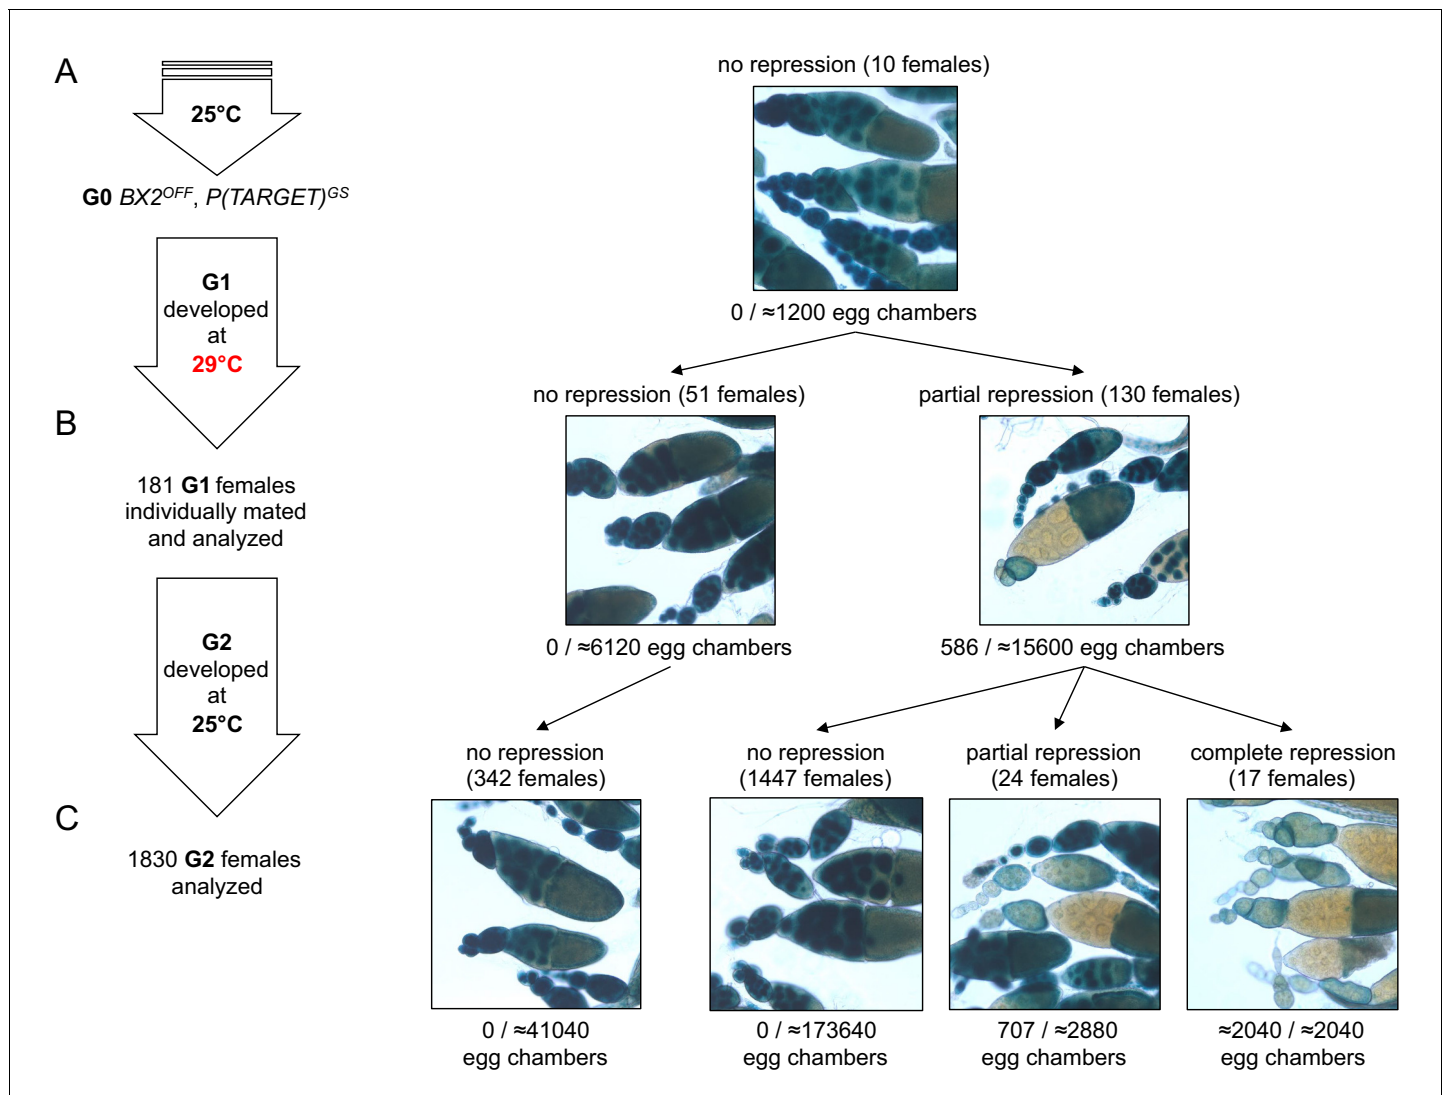 A
25°C
G0 BX2^OFF, P(TARGET)^GS
no repression (10 females)
0 / ≈1200 egg chambers
G1
developed
at
29°C
B
181 G1 females
individually mated
and analyzed
no repression (51 females)
0 / ≈6120 egg chambers
partial repression (130 females)
586 / ≈15600 egg chambers
G2
developed
at
25°C
C
1830 G2 females
analyzed
no repression
(342 females)
0 / ≈41040
egg chambers
no repression
(1447 females)
0 / ≈173640
egg chambers
partial repression
(24 females)
707 / ≈2880
egg chambers
complete repression
(17 females)
≈2040 / ≈2040
egg chambers